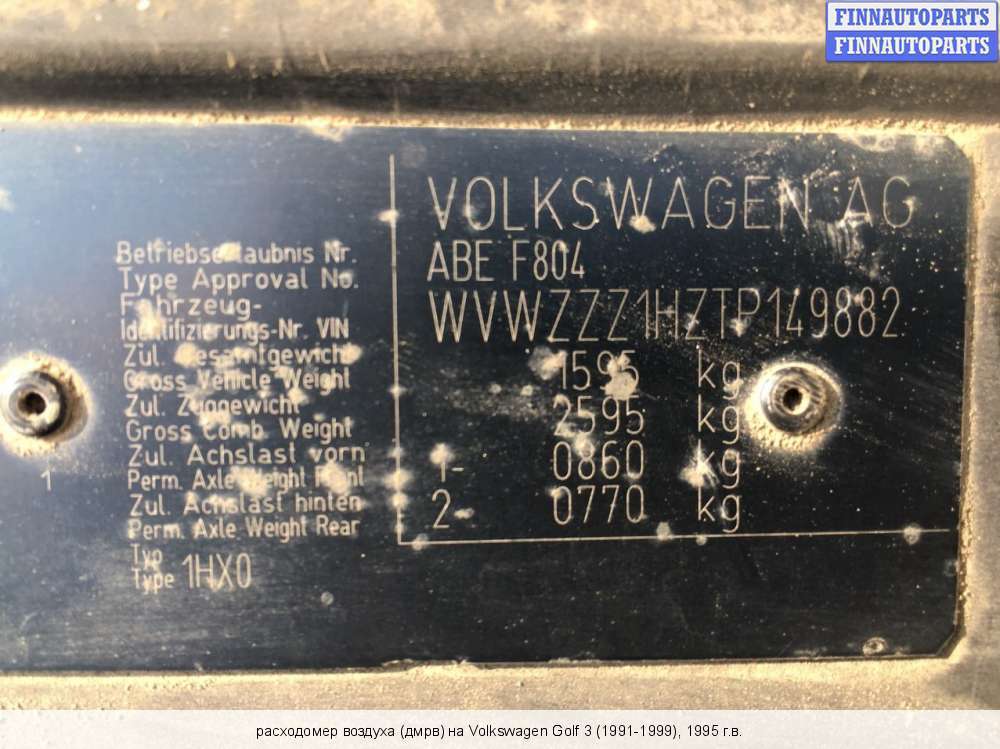 FINNAUTOPARTS
FINNAUTOPARTS
VOLKSWAGEN AG
Betriebserlaubnis Nr.
Type Approval No.
ABE F804
Fahrzeug-
Identifizierungs-Nr. VIN
WVWZZZ1HZTP149882
Zul. Gesamtgewicht
Gross Vehicle Weight
1595 kg
Zul. Zuggewicht
Gross Comb Weight
2595 kg
Zul. Achslast vorn
Perm. Axle Weight Front
1- 0860 kg
Zul. Achslast hinten
Perm. Axle Weight Rear
2- 0770 kg
1
Typ
Type 1HX0
расходомер воздуха (дмрв) на Volkswagen Golf 3 (1991-1999), 1995 г.в.